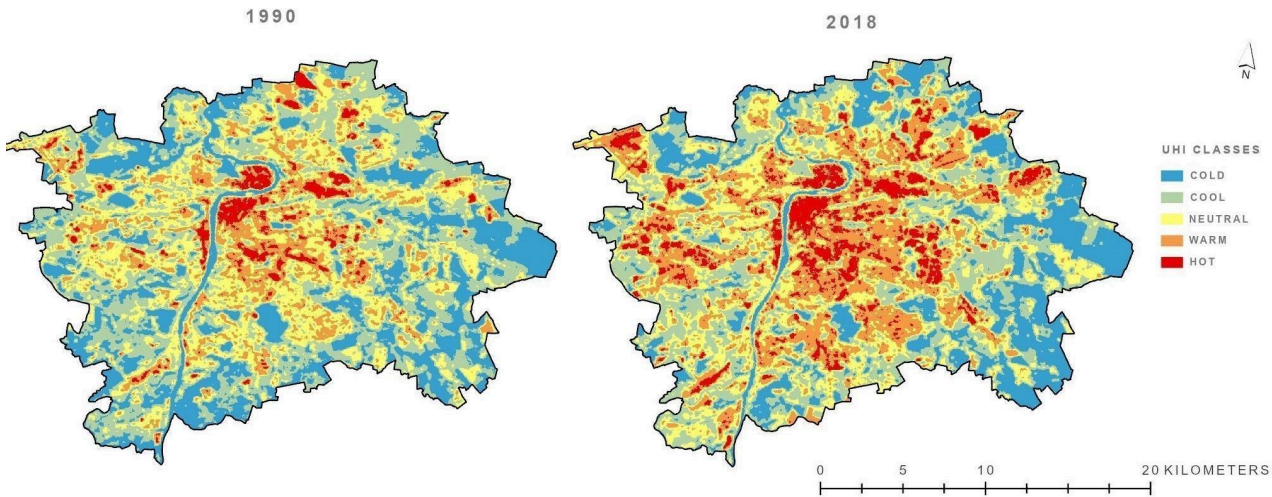 1990
2018
N
UHI CLASSES
COLD
COOL
NEUTRAL
WARM
HOT
0 5 10 20 KILOMETERS